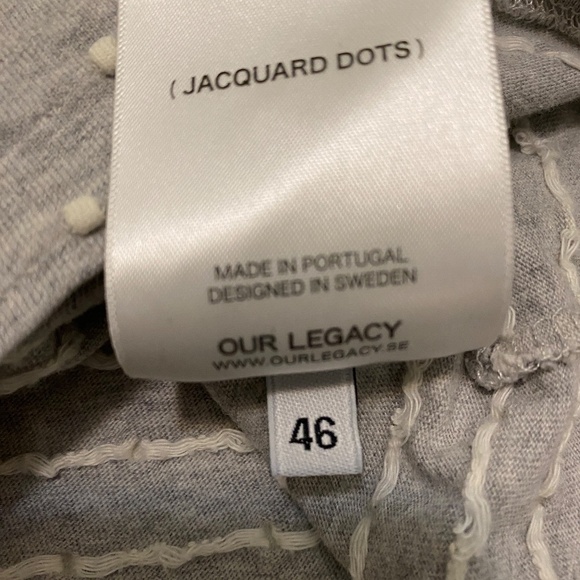 ( JACQUARD DOTS )
MADE IN PORTUGAL
DESIGNED IN SWEDEN
OUR LEGACY
WWW.OURLEGACY.SE
46